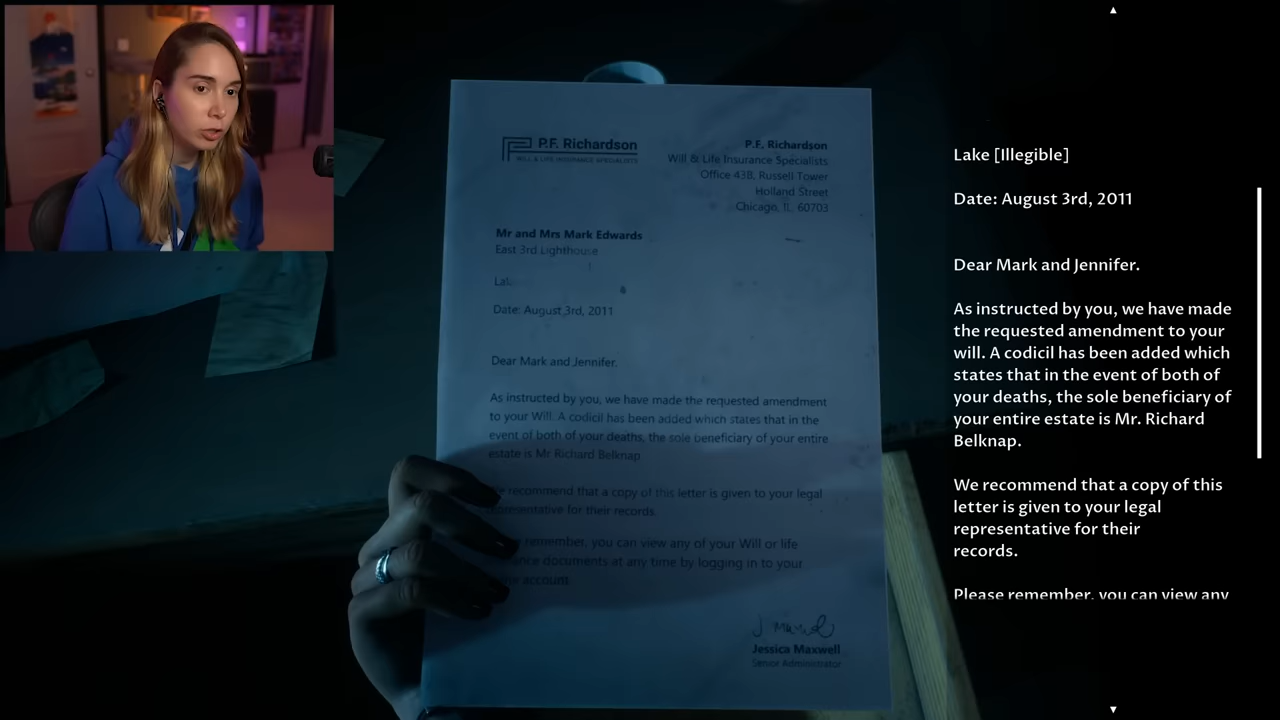 P.F. Richardson
WILL & LIFE INSURANCE SPECIALISTS
P.F. Richardson
Will & Life Insurance Specialists
Office 43B, Russell Tower
Holland Street
Chicago, IL 60703
Mr and Mrs Mark Edwards
East 3rd Lighthouse
Date: August 3rd, 2011
Dear Mark and Jennifer.
As instructed by you, we have made the requested amendment
to your Will. A codicil has been added which states that in the
event of both of your deaths, the sole beneficiary of your entire
estate is Mr Richard Belknap
recommend that a copy of this letter is given to your legal
representative for their records.
remember, you can view any of your Will or life
documents at any time by logging in to your
account
Jessica Maxwell
Senior Administrator
Lake [Illegible]
Date: August 3rd, 2011
Dear Mark and Jennifer.
As instructed by you, we have made
the requested amendment to your
will. A codicil has been added which
states that in the event of both of
your deaths, the sole beneficiary of
your entire estate is Mr. Richard
Belknap.
We recommend that a copy of this
letter is given to your legal
representative for their
records.
Please remember, you can view any